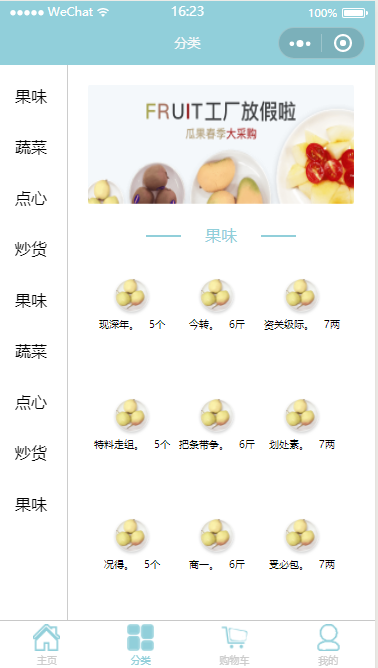 WeChat 16:23 100%
分类
果味
蔬菜
点心
炒货
果味
蔬菜
点心
炒货
果味
FRUIT工厂放假啦
瓜果春季大采购
果味
现深年。 5个 今转。 6斤 资关级际。 7两
特料走组。 5个 把条带争。 6斤 划处素。 7两
况得。 5个 商一。 6斤 受必包。 7两
主页 分类 购物车 我的